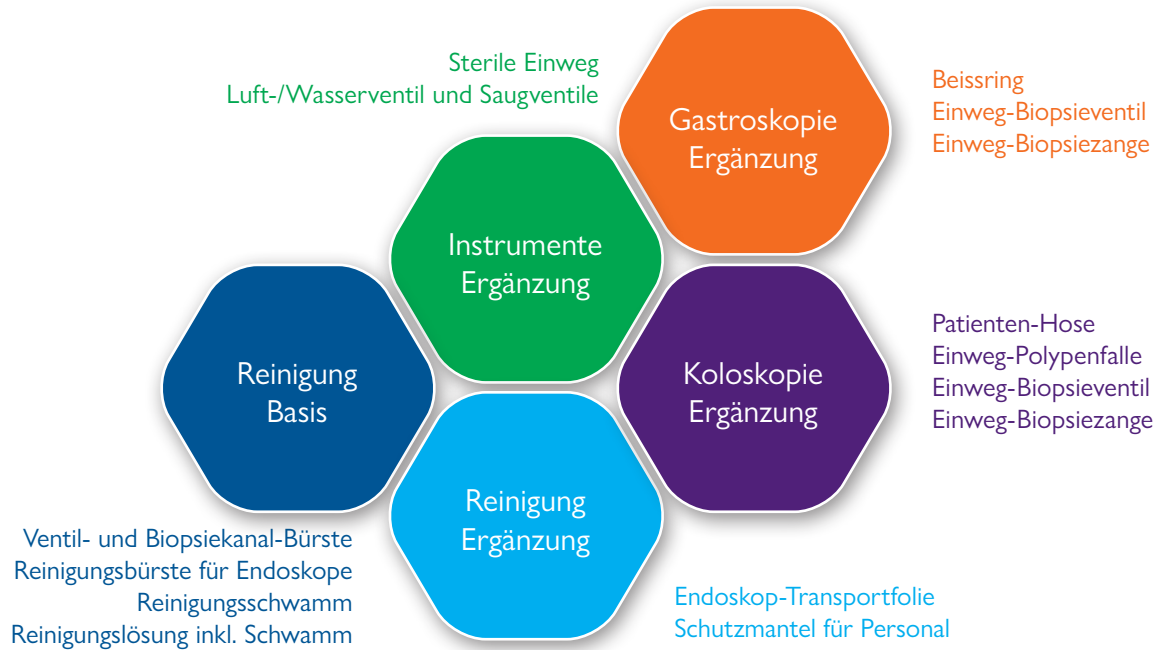 Sterile Einweg
Luft-/Wasserventil und Saugventile
Gastroskopie
Ergänzung
Beissring
Einweg-Biopsieventil
Einweg-Biopsiezange
Instrumente
Ergänzung
Reinigung
Basis
Koloskopie
Ergänzung
Patienten-Hose
Einweg-Polypenfalle
Einweg-Biopsieventil
Einweg-Biopsiezange
Reinigung
Ergänzung
Ventil- und Biopsiekanal-Bürste
Reinigungsbürste für Endoskope
Reinigungsschwamm
Reinigungslösung inkl. Schwamm
Endoskop-Transportfolie
Schutzmantel für Personal